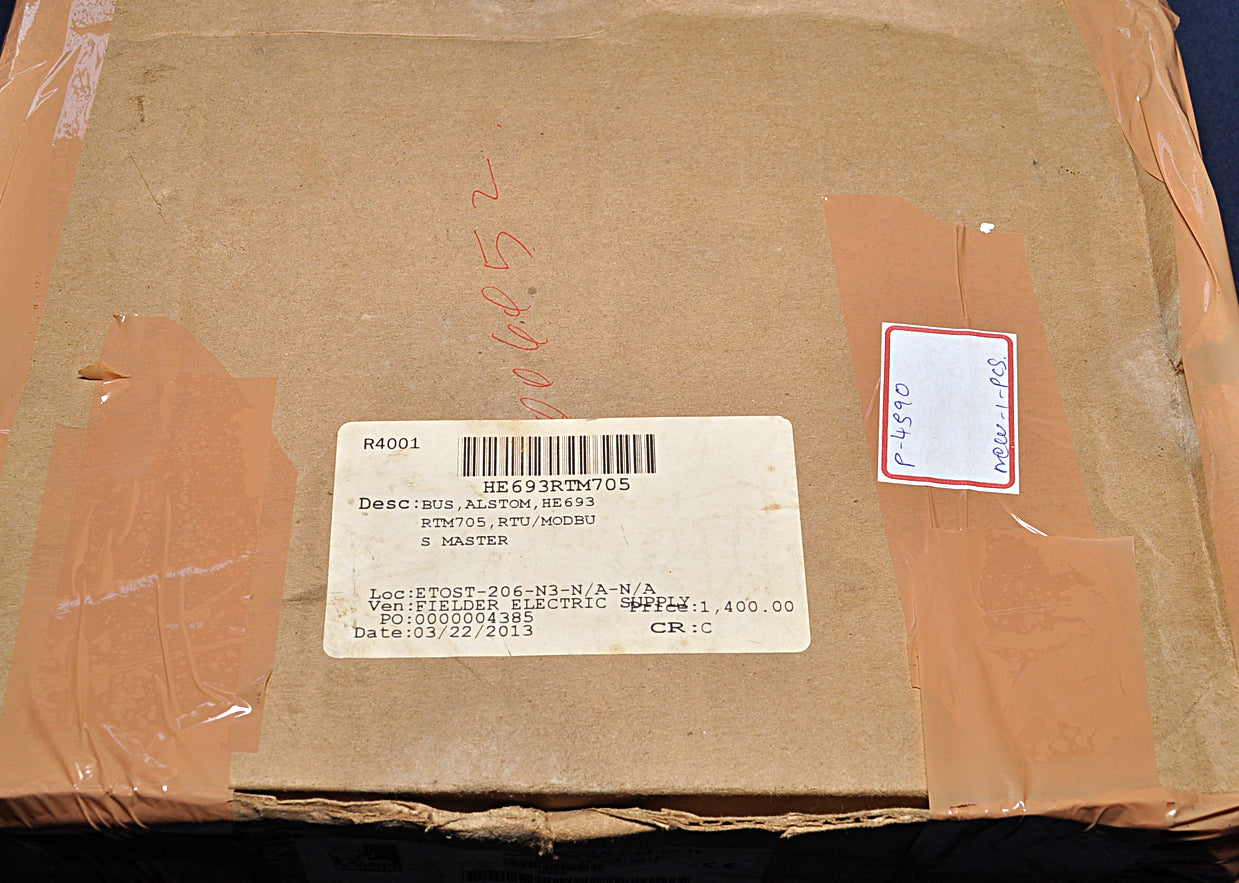 R4001
HE693RTM705
Desc:BUS,ALSTOM,HE693
RTM705,RTU/MODBU
S MASTER
Loc:ETOST-206-N3-N/A-N/A
Ven:FIELDER ELECTRIC SUPPLY
Price:1,400.00
PO:0000004385
Date:03/22/2013
CR:C
P-4590
New-1-PCS.